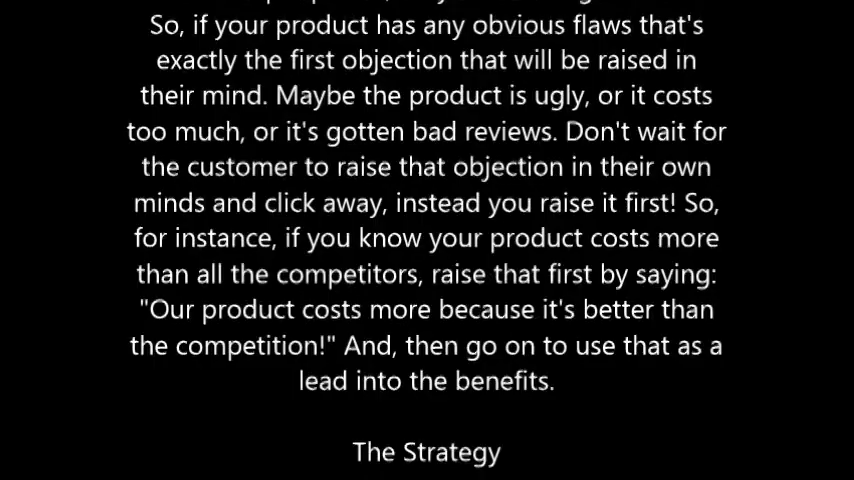 So, if your product has any obvious flaws that's
exactly the first objection that will be raised in
their mind. Maybe the product is ugly, or it costs
too much, or it's gotten bad reviews. Don't wait for
the customer to raise that objection in their own
minds and click away, instead you raise it first! So,
for instance, if you know your product costs more
than all the competitors, raise that first by saying:
"Our product costs more because it's better than
the competition!" And, then go on to use that as a
lead into the benefits.
The Strategy